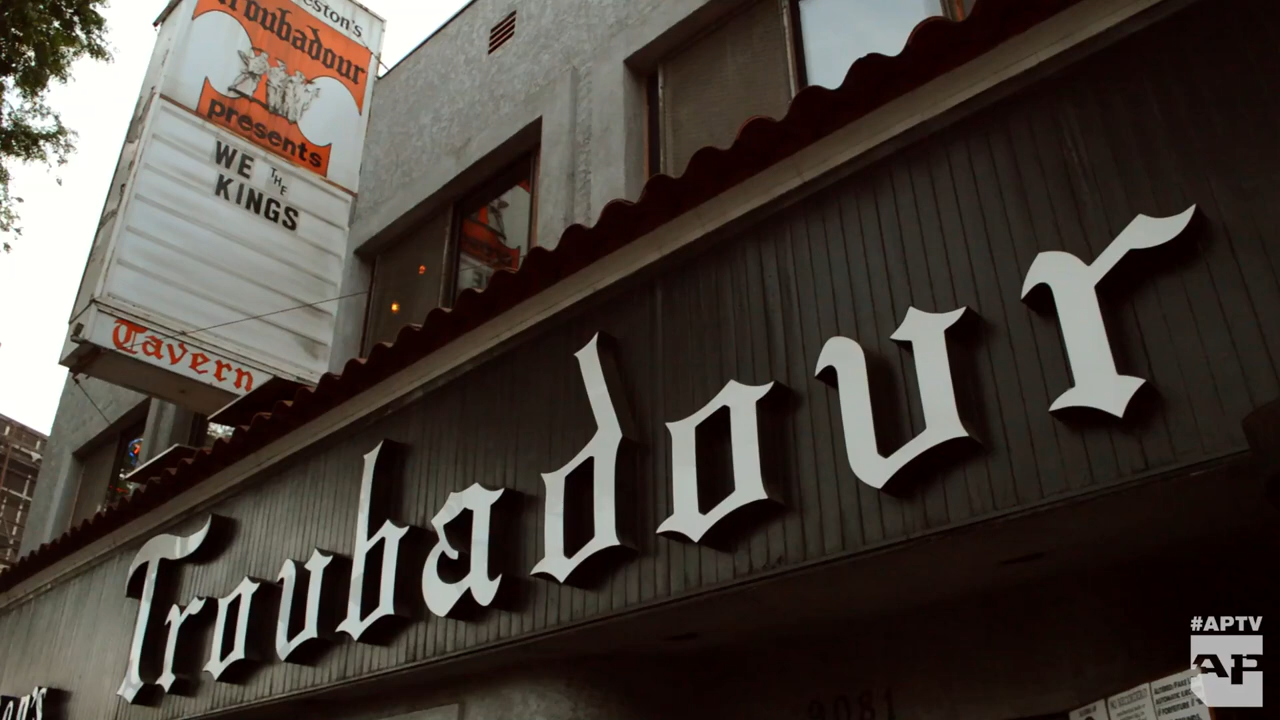 Troubadour
presents
WE THE
KINGS
Tavern
Troubadour
#APTV
AP